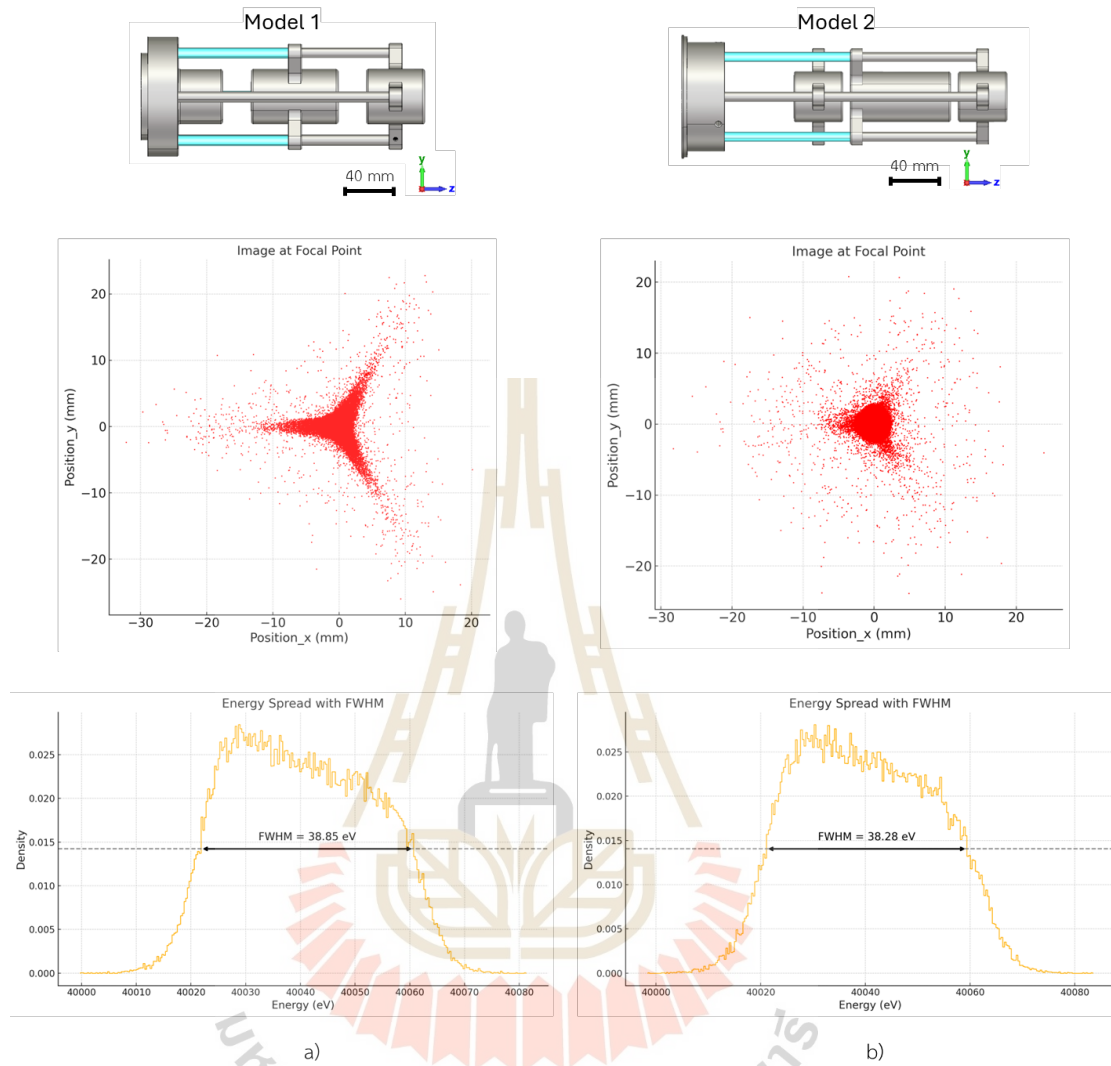 Model 1
Model 2
40 mm
y
z
40 mm
y
z
Image at Focal Point
Position_y (mm)
20
10
0
−10
−20
−30
−20
−10
0
10
20
Position_x (mm)
Image at Focal Point
Position_y (mm)
20
10
0
−10
−20
−30
−20
−10
0
10
20
Position_x (mm)
Energy Spread with FWHM
Density
0.025
0.020
0.015
0.010
0.005
0.000
FWHM = 38.85 eV
40000
40020
40030
40040
40050
40060
40070
40080
Energy (eV)
Energy Spread with FWHM
Density
0.025
0.020
0.015
0.010
0.005
0.000
FWHM = 38.28 eV
40000
40020
40040
40060
40080
Energy (eV)
a)
b)